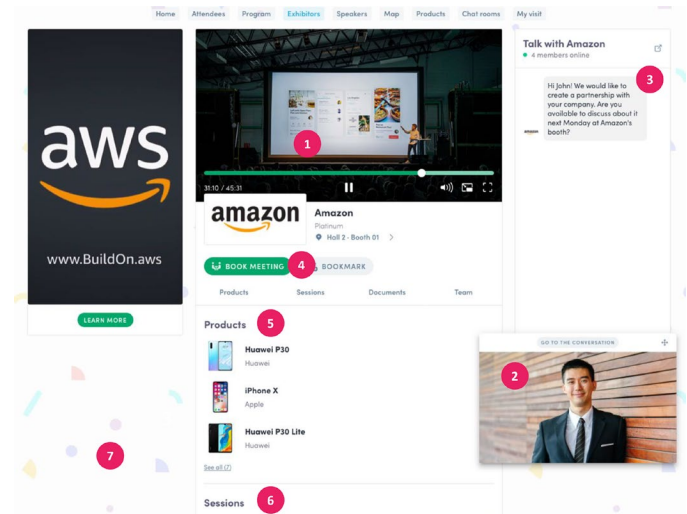 Home Attendees Program Exhibitors Speakers Map Products Chat rooms My visit
aws
www.BuildOn.aws
LEARN MORE
1
31:10 / 45:31
amazon
Amazon
Platinum
Hall 2 - Booth 01 >
BOOK MEETING
4
BOOKMARK
Products Sessions Documents Team
Products
5
Huawei P30
Huawei
iPhone X
Apple
Huawei P30 Lite
Huawei
See all (7)
Sessions
6
Talk with Amazon
4 members online
3
Hi John! We would like to
create a partnership with
your company. Are you
available to discuss about it
next Monday at Amazon's
booth?
GO TO THE CONVERSATION
2
7